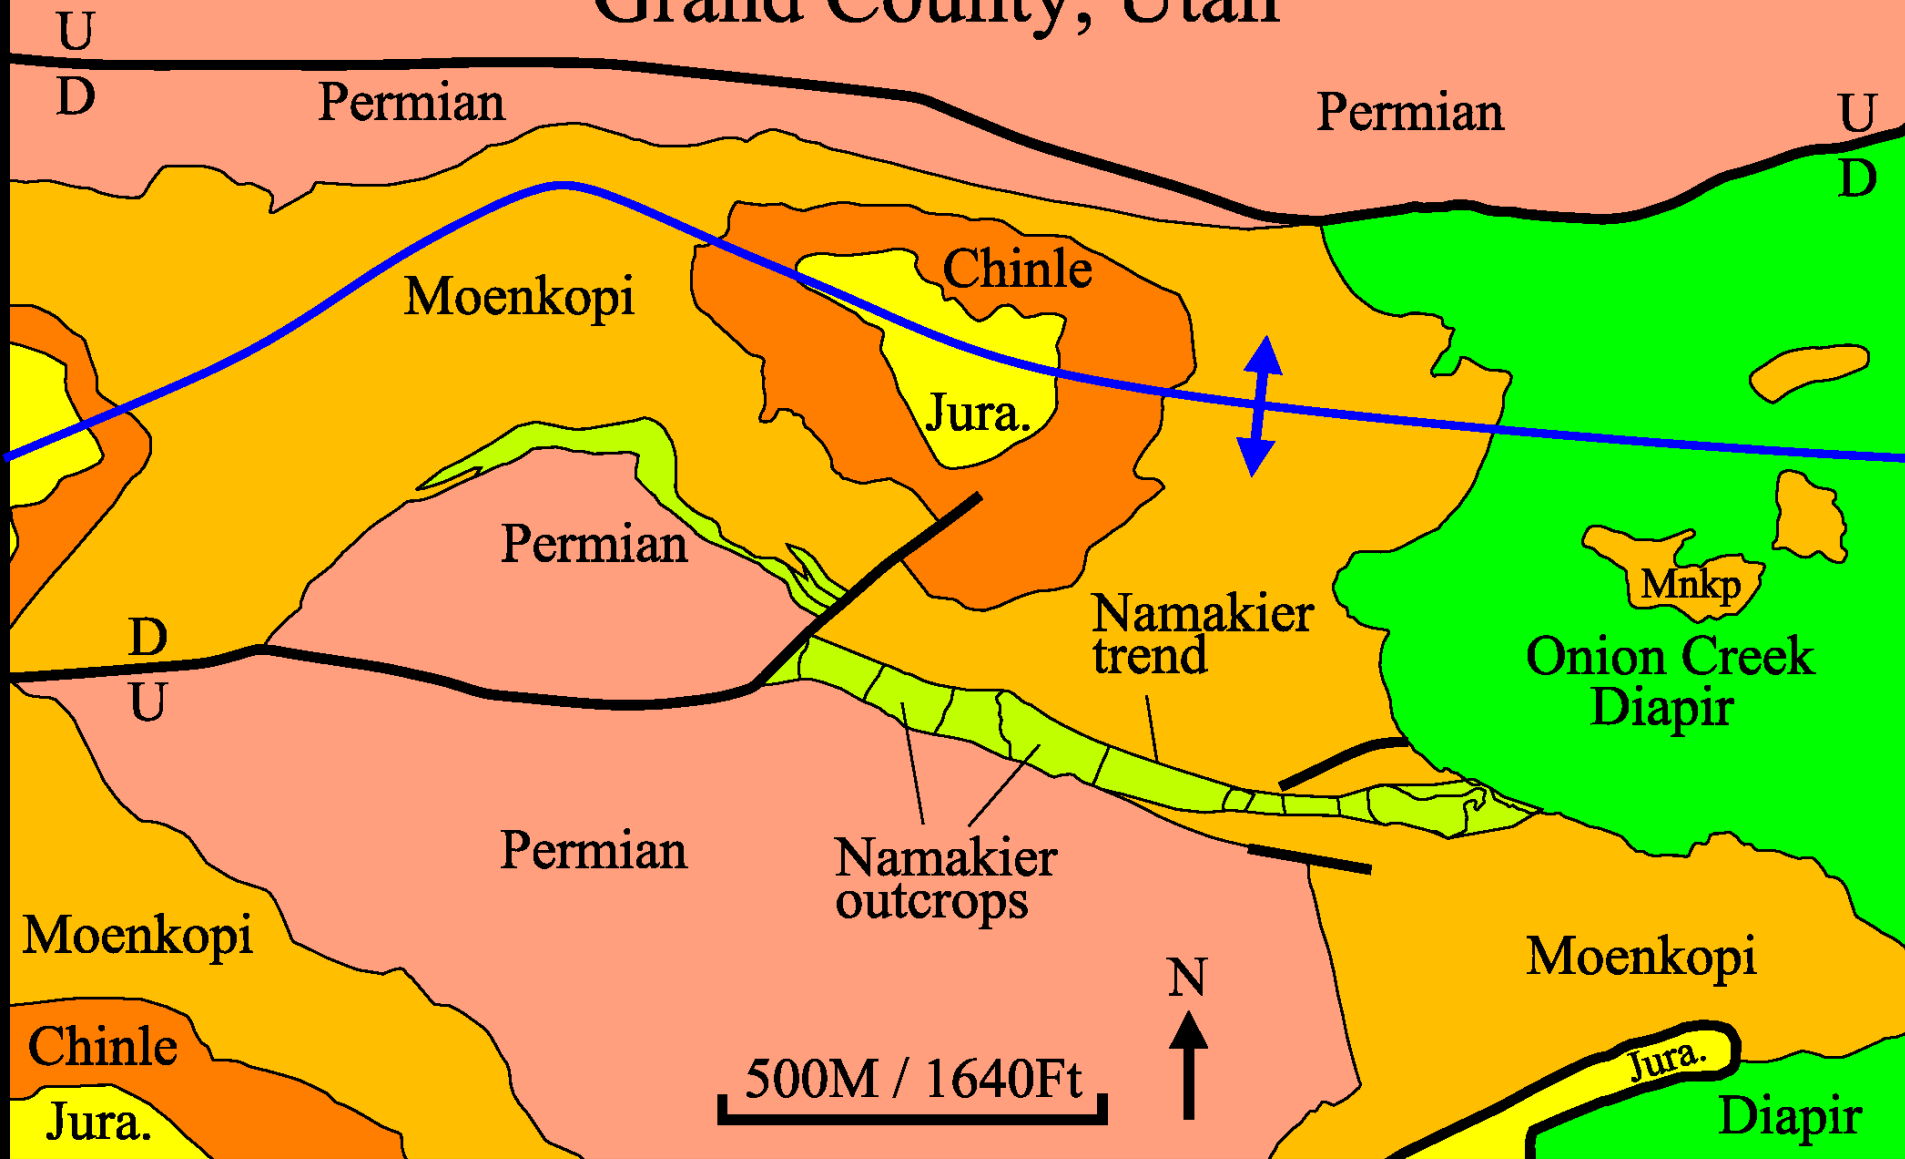 Grand County, Utah
U
D
Permian
Permian
U
D
Chinle
Moenkopi
Jura.
Permian
Mnkp
Namakier
trend
D
U
Onion Creek
Diapir
Permian
Namakier
outcrops
Moenkopi
Moenkopi
N
Chinle
500M / 1640Ft
Jura.
Jura.
Diapir